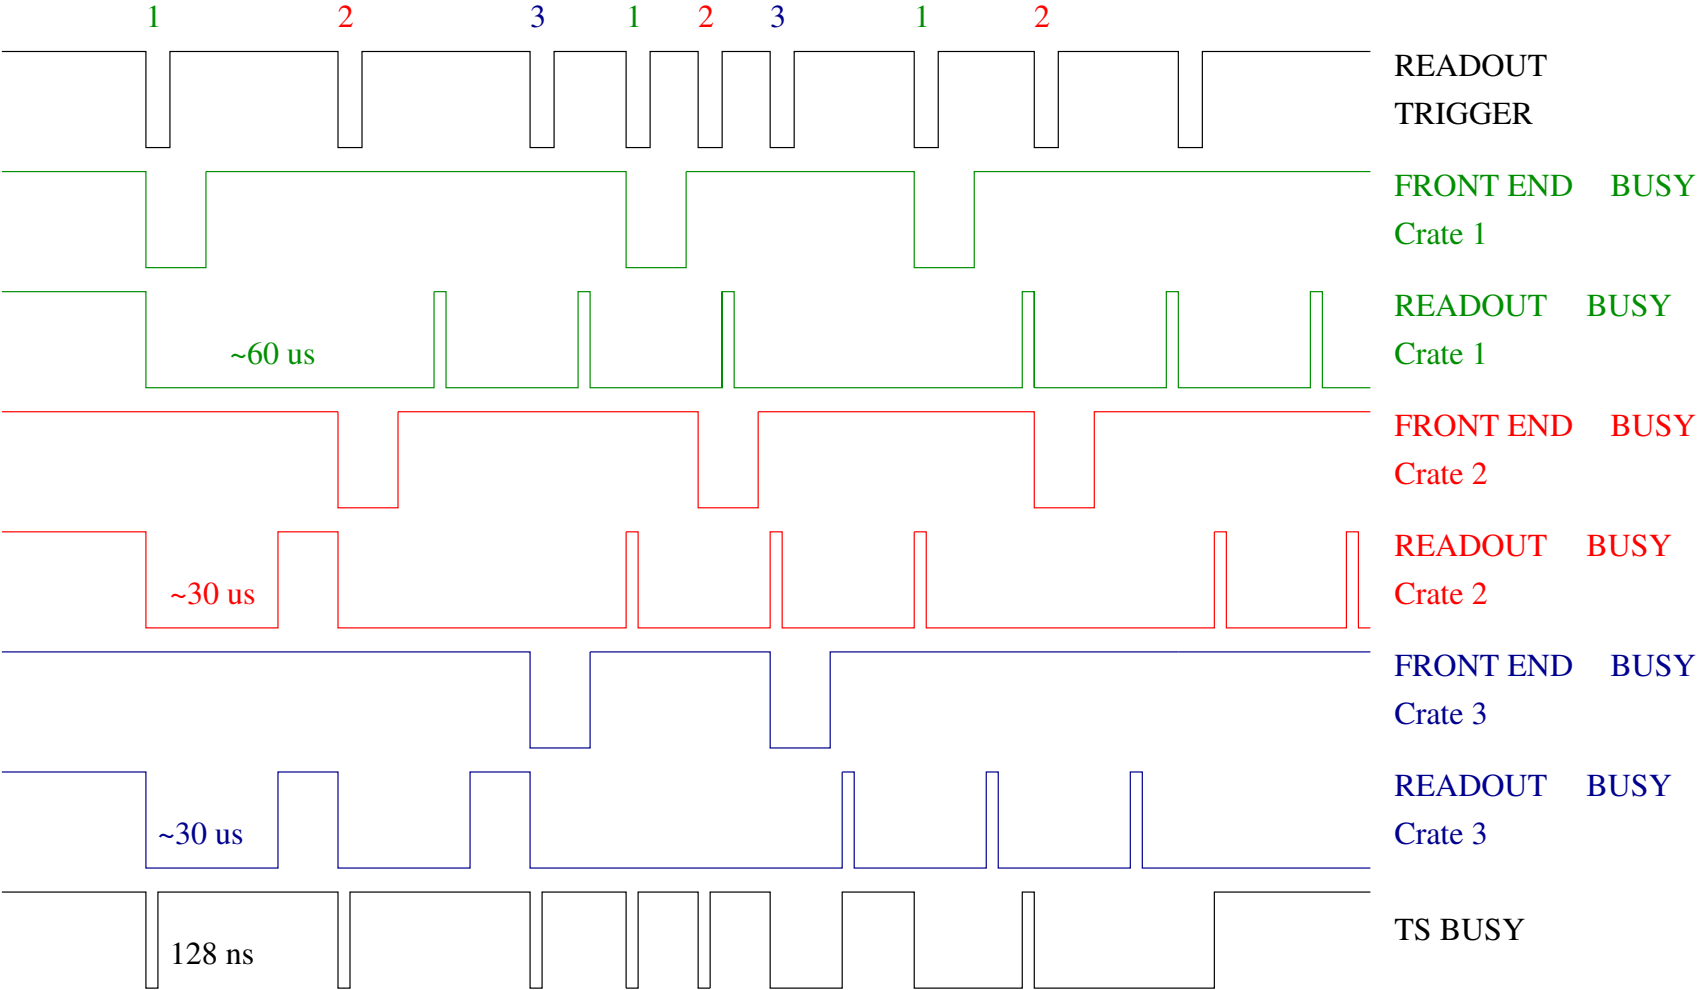 1 2 3 1 2 3 1 2
READOUT
TRIGGER
FRONT END BUSY
Crate 1
READOUT BUSY
~60 us
Crate 1
FRONT END BUSY
Crate 2
READOUT BUSY
~30 us
Crate 2
FRONT END BUSY
Crate 3
READOUT BUSY
~30 us
Crate 3
TS BUSY
128 ns